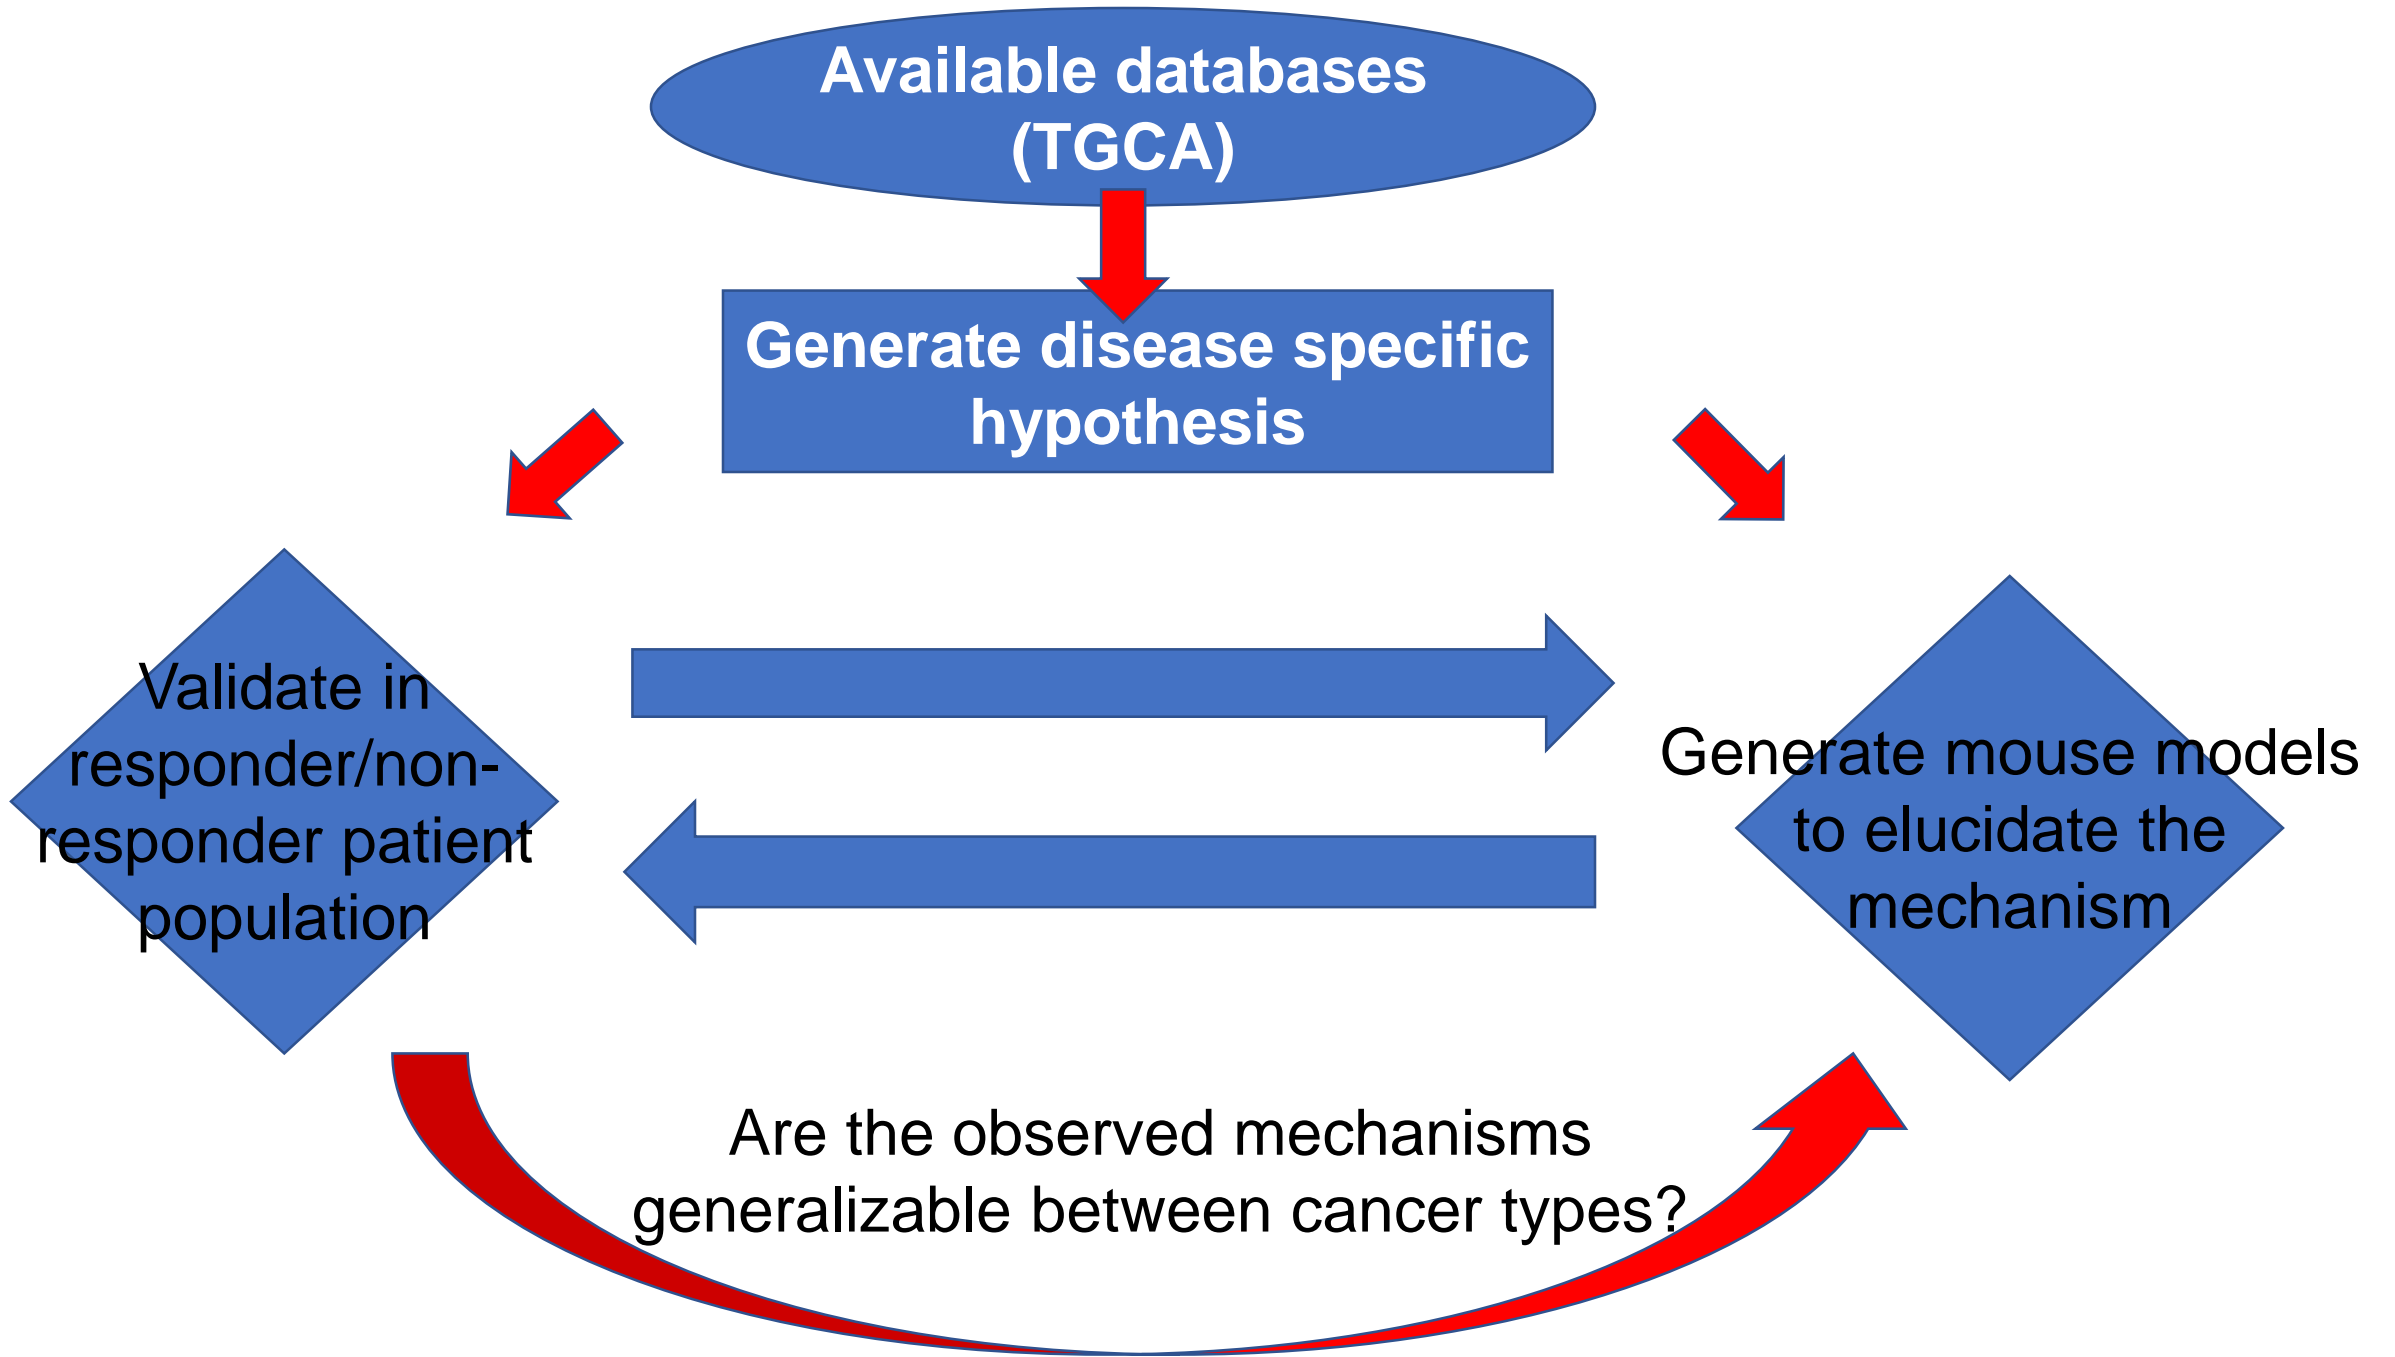 Available databases
(TGCA)
Generate disease specific
hypothesis
Validate in
responder/non-
responder patient
population
Generate mouse models
to elucidate the
mechanism
Are the observed mechanisms
generalizable between cancer types?